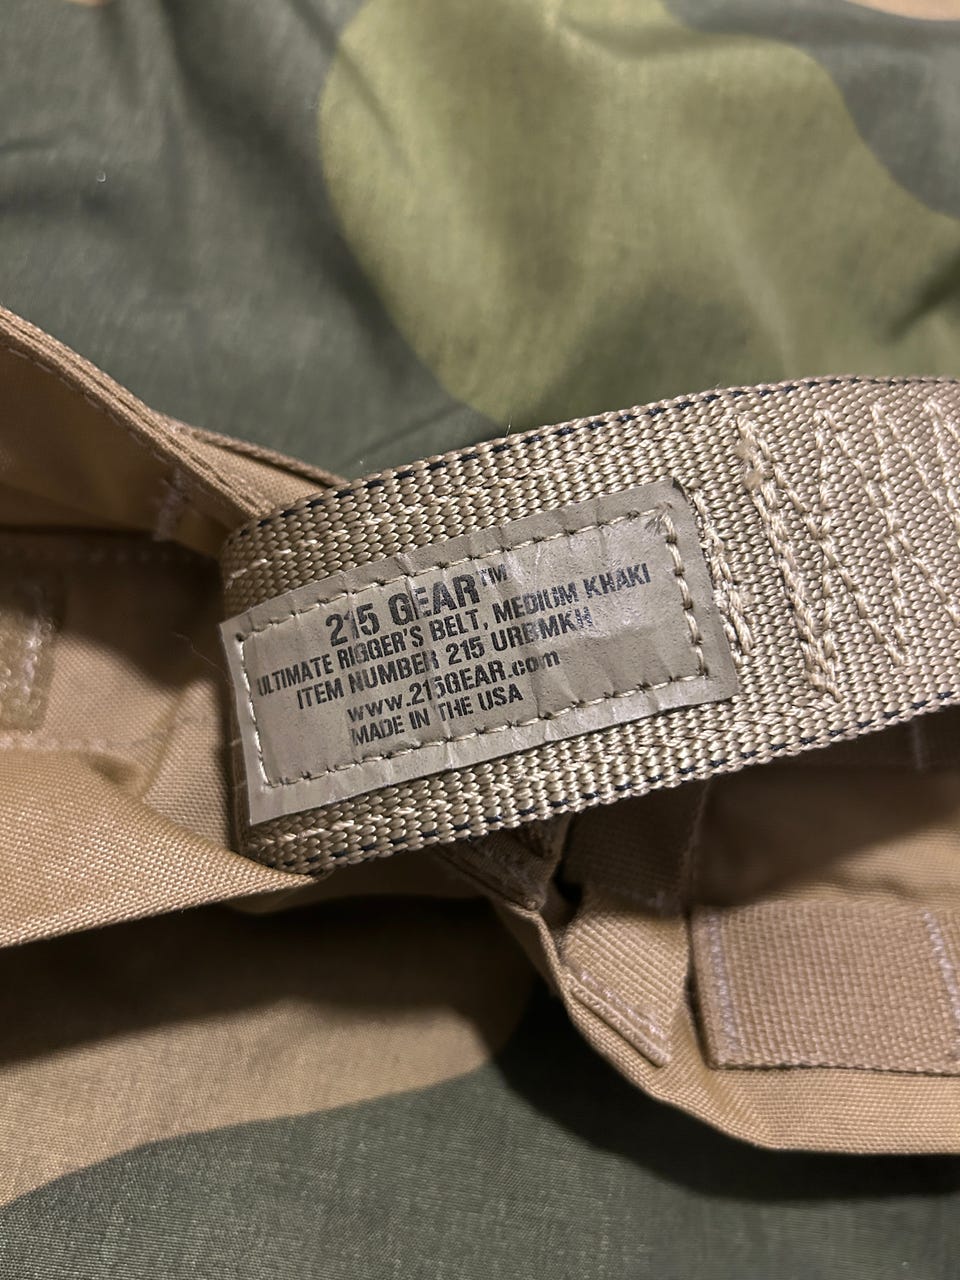 215 GEAR™
ULTIMATE RIGGER'S BELT, MEDIUM KHAKI
ITEM NUMBER 215 URBMKH
www.215GEAR.com
MADE IN THE USA